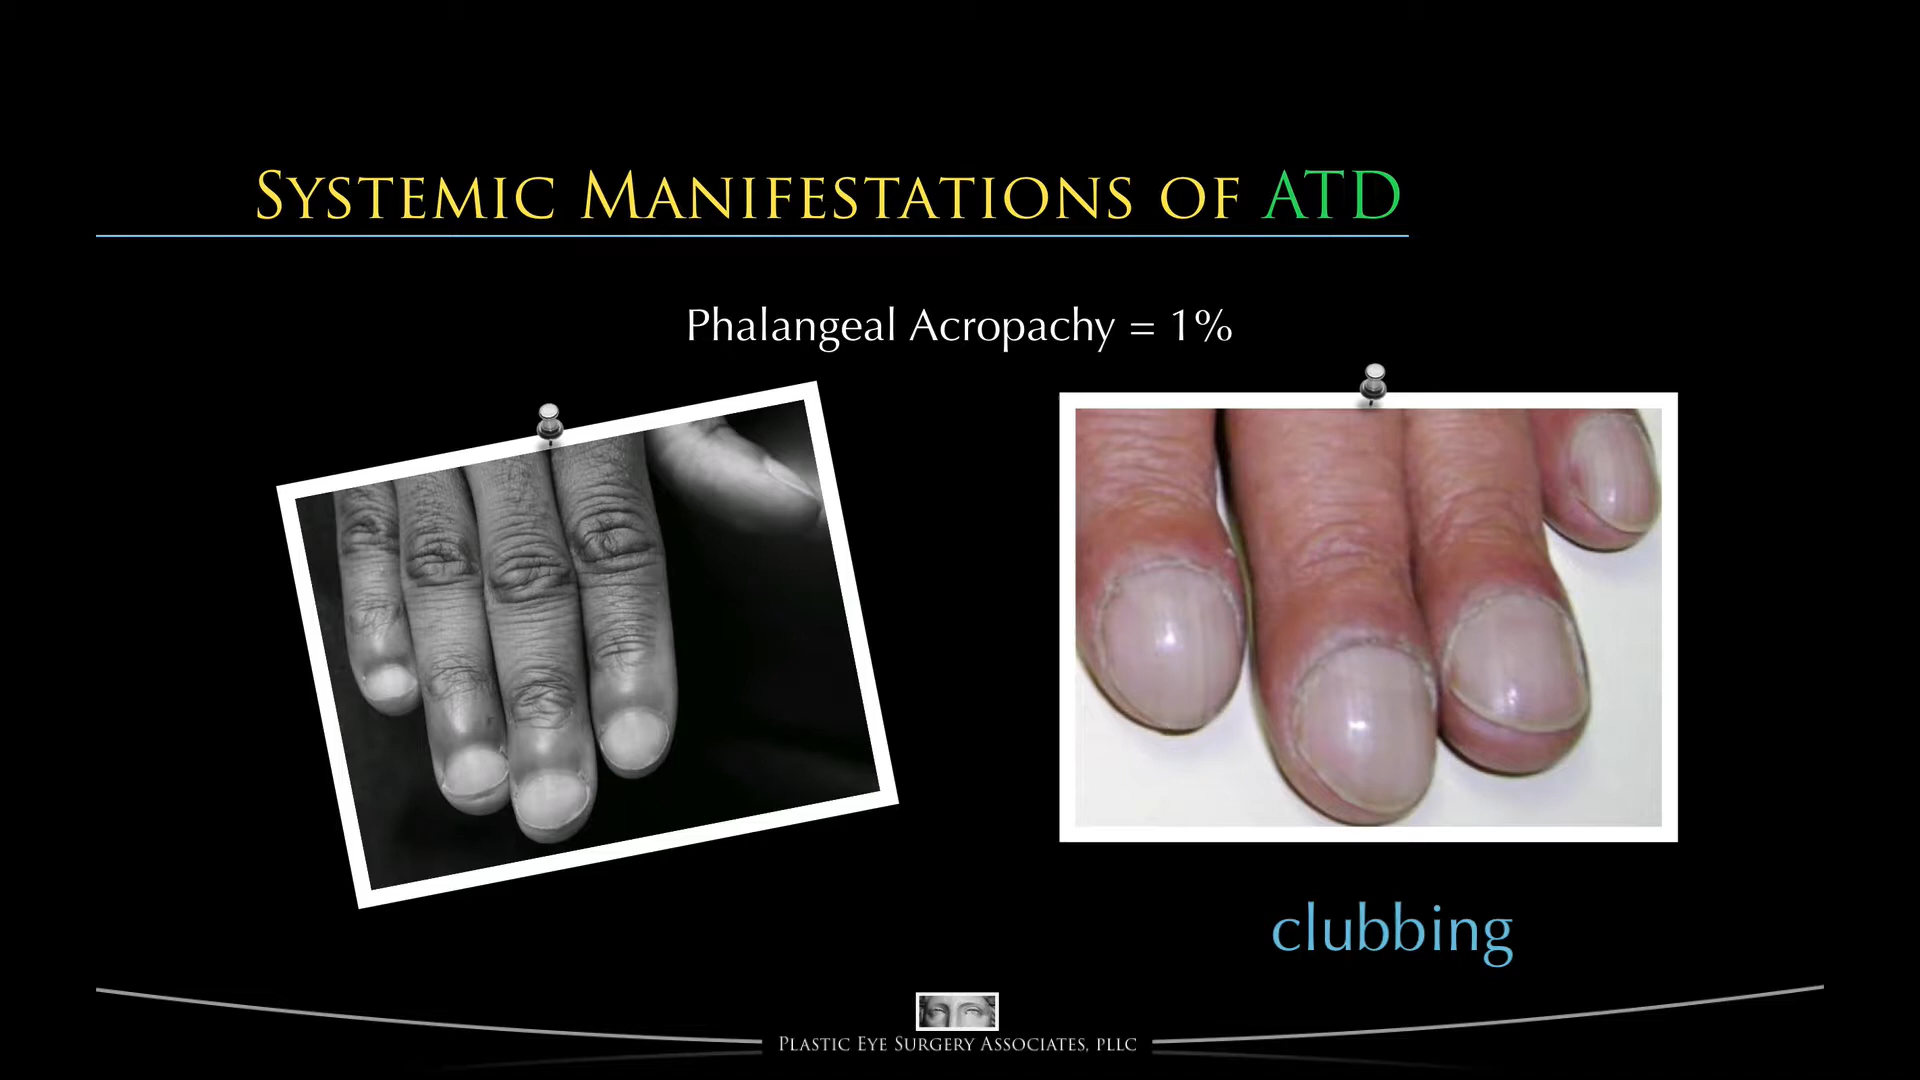 Systemic Manifestations of ATD
Phalangeal Acropachy = 1%
clubbing
Plastic Eye Surgery Associates, PLLC